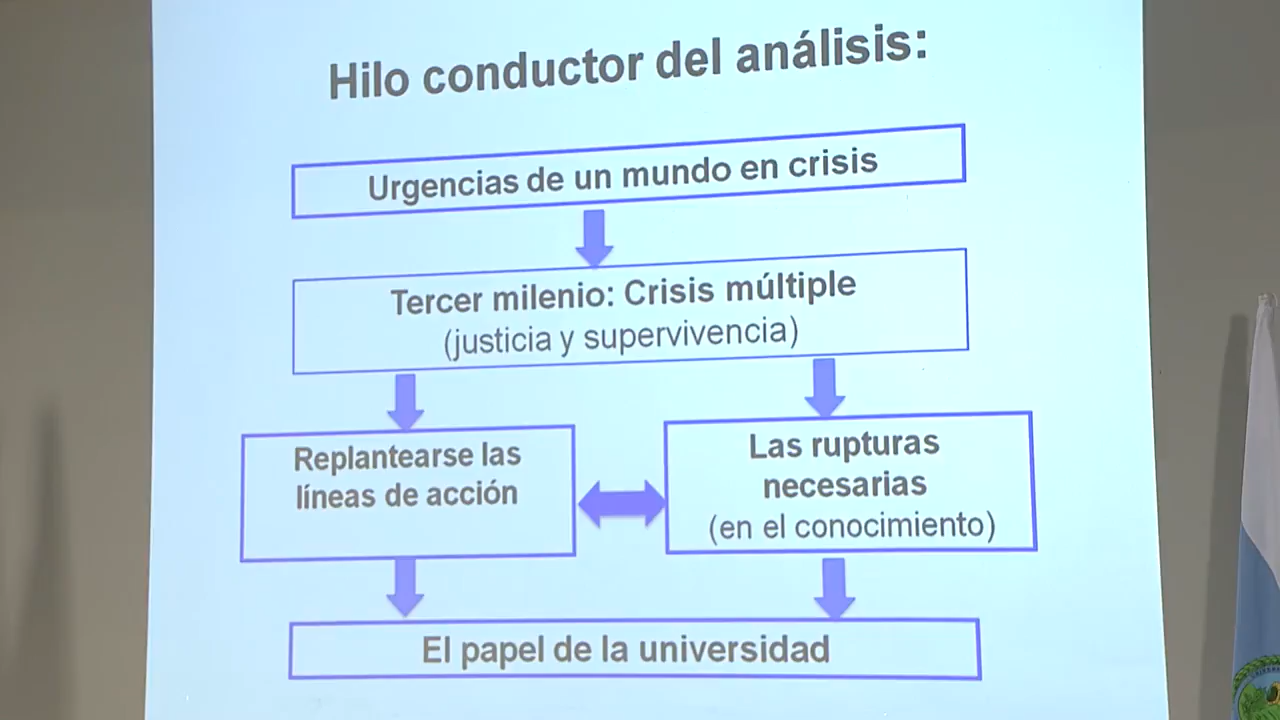 Hilo conductor del análisis:
Urgencias de un mundo en crisis
Tercer milenio: Crisis múltiple
(justicia y supervivencia)
Replantearse las
líneas de acción
Las rupturas
necesarias
(en el conocimiento)
El papel de la universidad